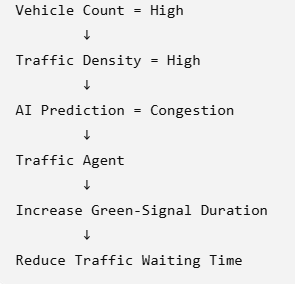 Vehicle Count = High
↓
Traffic Density = High
↓
AI Prediction = Congestion
↓
Traffic Agent
↓
Increase Green-Signal Duration
↓
Reduce Traffic Waiting Time